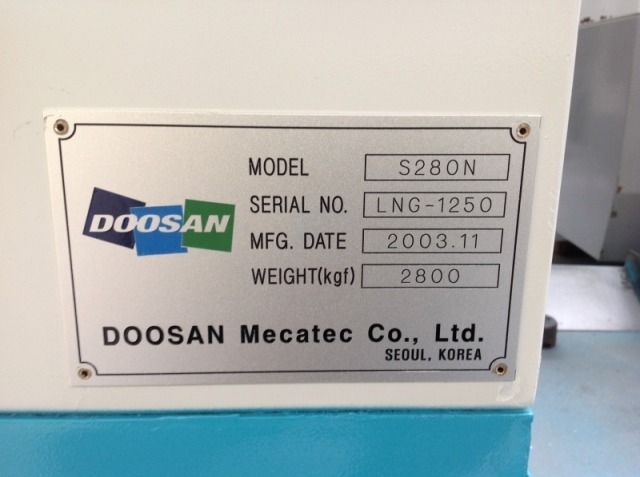 DOOSAN
MODEL S280N
SERIAL NO. LNG-1250
MFG. DATE 2003.11
WEIGHT(kgf) 2800
DOOSAN Mecatec Co., Ltd.
SEOUL, KOREA